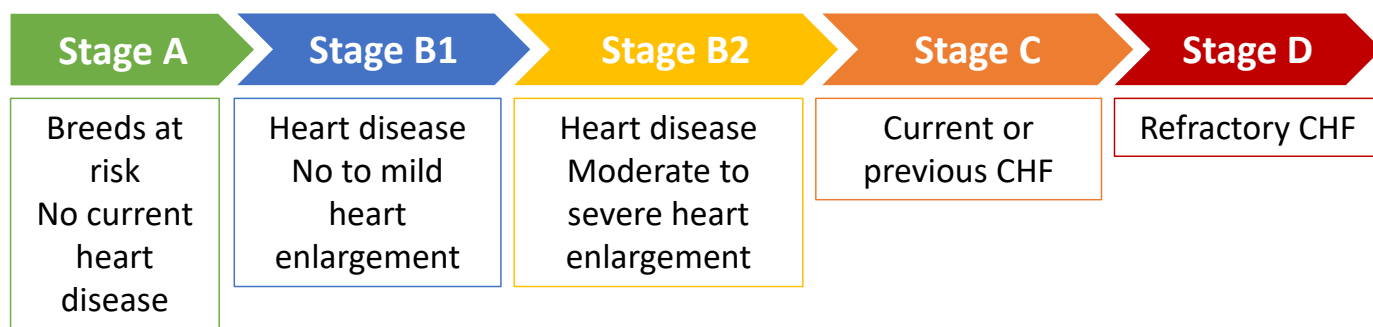 Stage A
Stage B1
Stage B2
Stage C
Stage D
Breeds at
risk
No current
heart
disease
Heart disease
No to mild
heart
enlargement
Heart disease
Moderate to
severe heart
enlargement
Current or
previous CHF
Refractory CHF